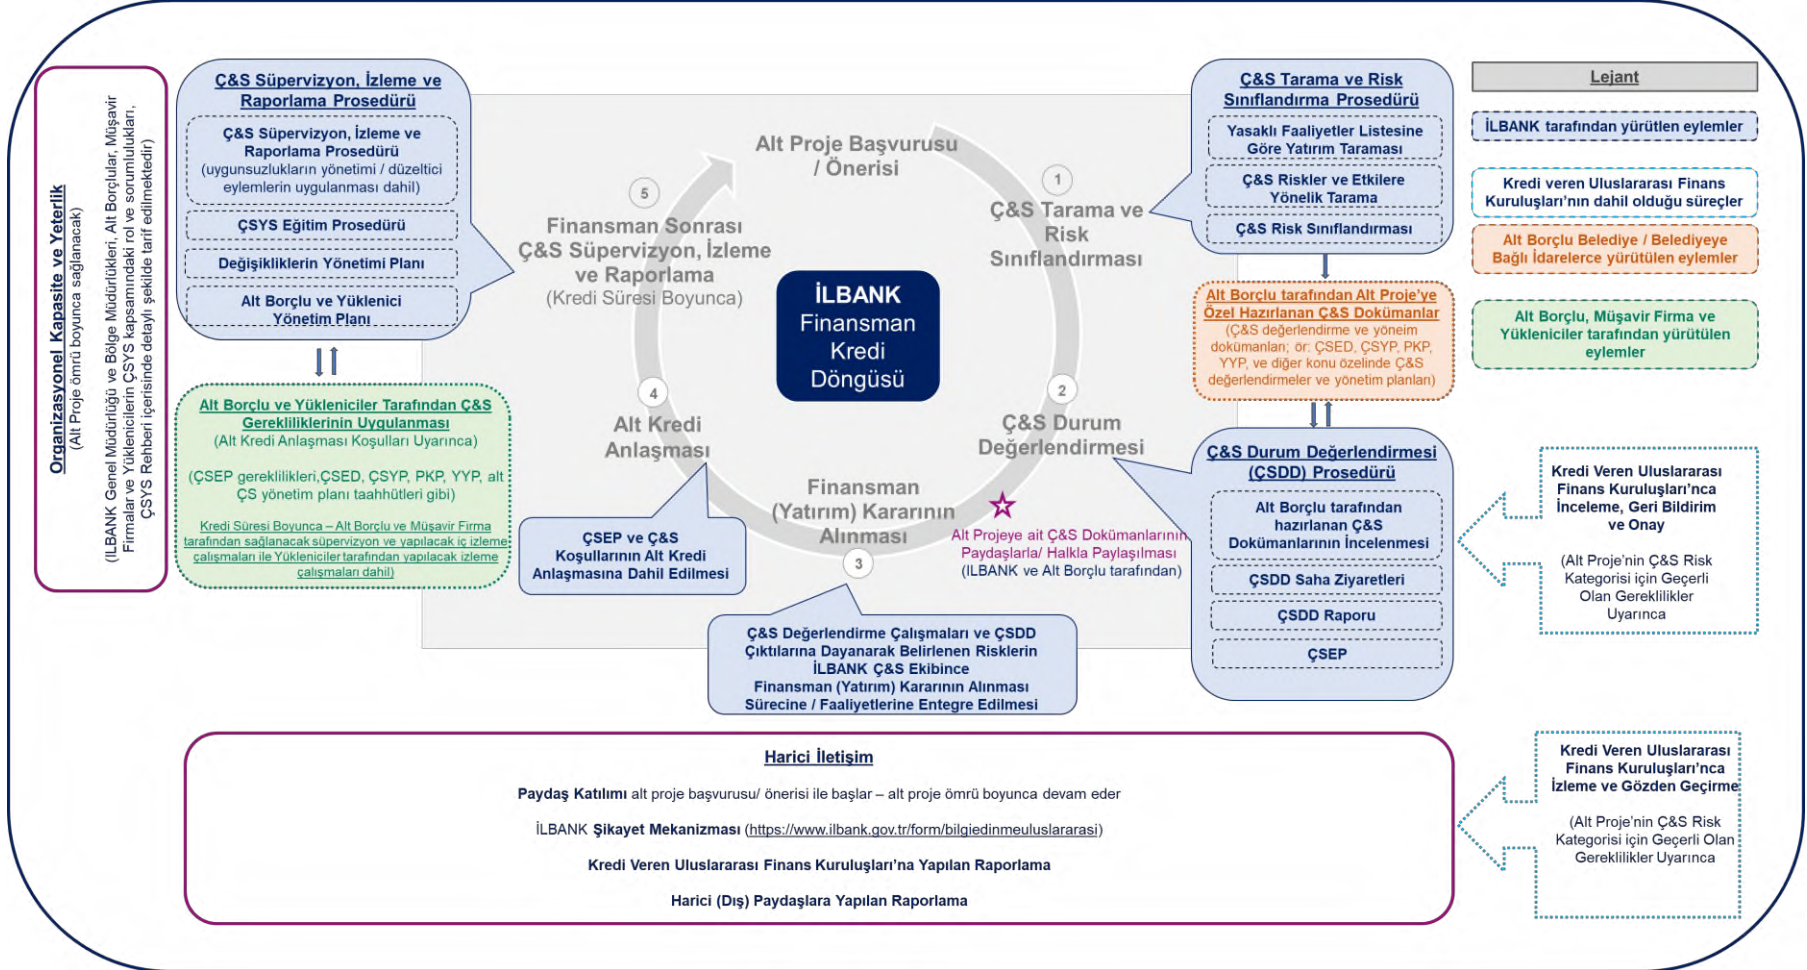 Organizasyonel Kapasite ve Yeterlik
(Alt Proje ömrü boyunca sağlanacak)
(İLBANK Genel Müdürlüğü ve Bölge Müdürlükleri, Alt Borçlular, Müşavir
Firmalar ve Yüklenicilerin ÇSYS kapsamındaki rol ve sorumlulukları,
ÇSYS Rehberi içerisinde detaylı şekilde tarif edilmektedir)
Ç&S Süpervizyon, İzleme ve
Raporlama Prosedürü
Ç&S Süpervizyon, İzleme ve
Raporlama Prosedürü
(uygunsuzlukların yönetimi / düzeltici
eylemlerin uygulanması dahil)
ÇSYS Eğitim Prosedürü
Değişikliklerin Yönetimi Planı
Alt Borçlu ve Yüklenici
Yönetim Planı
Alt Borçlu ve Yükleniciler Tarafından Ç&S
Gerekliliklerinin Uygulanması
(Alt Kredi Anlaşması Koşulları Uyarınca)
(ÇSEP gereklilikleri,ÇSED, ÇSYP, PKP, YYP, alt
ÇS yönetim planı taahhütleri gibi)
Kredi Süresi Boyunca – Alt Borçlu ve Müşavir Firma
tarafından sağlanacak süpervizyon ve yapılacak iç izleme
çalışmaları ile Yükleniciler tarafından yapılacak izleme
çalışmaları dahil)
Alt Proje Başvurusu
/ Önerisi
1
Ç&S Tarama ve
Risk
Sınıflandırması
2
Ç&S Durum
Değerlendirmesi
Finansman
(Yatırım) Kararının
Alınması
3
4
Alt Kredi
Anlaşması
5
Finansman Sonrası
Ç&S Süpervizyon, İzleme
ve Raporlama
(Kredi Süresi Boyunca)
İLBANK
Finansman
Kredi
Döngüsü
Alt Projeye ait Ç&S Dokümanlarının
Paydaşlarla/ Halkla Paylaşılması
(ILBANK ve Alt Borçlu tarafından)
ÇSEP ve Ç&S
Koşullarının Alt Kredi
Anlaşmasına Dahil Edilmesi
Ç&S Değerlendirme Çalışmaları ve ÇSDD
Çıktılarına Dayanarak Belirlenen Risklerin
İLBANK Ç&S Ekibince
Finansman (Yatırım) Kararının Alınması
Sürecine / Faaliyetlerine Entegre Edilmesi
Ç&S Tarama ve Risk
Sınıflandırma Prosedürü
Yasaklı Faaliyetler Listesine
Göre Yatırım Taraması
Ç&S Riskler ve Etkilere
Yönelik Tarama
Ç&S Risk Sınıflandırması
Alt Borçlu tarafından Alt Proje'ye
Özel Hazırlanan Ç&S Dokümanlar
(Ç&S değerlendirme ve yöneim
dokümanları; ör: ÇSED, ÇSYP, PKP,
YYP, ve diğer konu özelinde Ç&S
değerlendirmeler ve yönetim planları)
Ç&S Durum Değerlendirmesi
(ÇSDD) Prosedürü
Alt Borçlu tarafından
hazırlanan Ç&S
Dokümanlarının İncelenmesi
ÇSDD Saha Ziyaretleri
ÇSDD Raporu
ÇSEP
Lejant
İLBANK tarafından yürütlen eylemler
Kredi veren Uluslararası Finans
Kuruluşları'nın dahil olduğu süreçler
Alt Borçlu Belediye / Belediyeye
Bağlı İdarelerce yürütülen eylemler
Alt Borçlu, Müşavir Firma ve
Yükleniciler tarafından yürütülen
eylemler
Kredi Veren Uluslararası
Finans Kuruluşları'nca
İnceleme, Geri Bildirim
ve Onay
(Alt Proje'nin Ç&S Risk
Kategorisi için Geçerli
Olan Gereklilikler
Uyarınca
Harici İletişim
Paydaş Katılımı alt proje başvurusu/ önerisi ile başlar – alt proje ömrü boyunca devam eder
İLBANK Şikayet Mekanizması (https://www.ilbank.gov.tr/form/bilgiedinmeuluslararasi)
Kredi Veren Uluslararası Finans Kuruluşları'na Yapılan Raporlama
Harici (Dış) Paydaşlara Yapılan Raporlama
Kredi Veren Uluslararası
Finans Kuruluşları'nca
İzleme ve Gözden Geçirme
(Alt Proje'nin Ç&S Risk
Kategorisi için Geçerli Olan
Gereklilikler Uyarınca